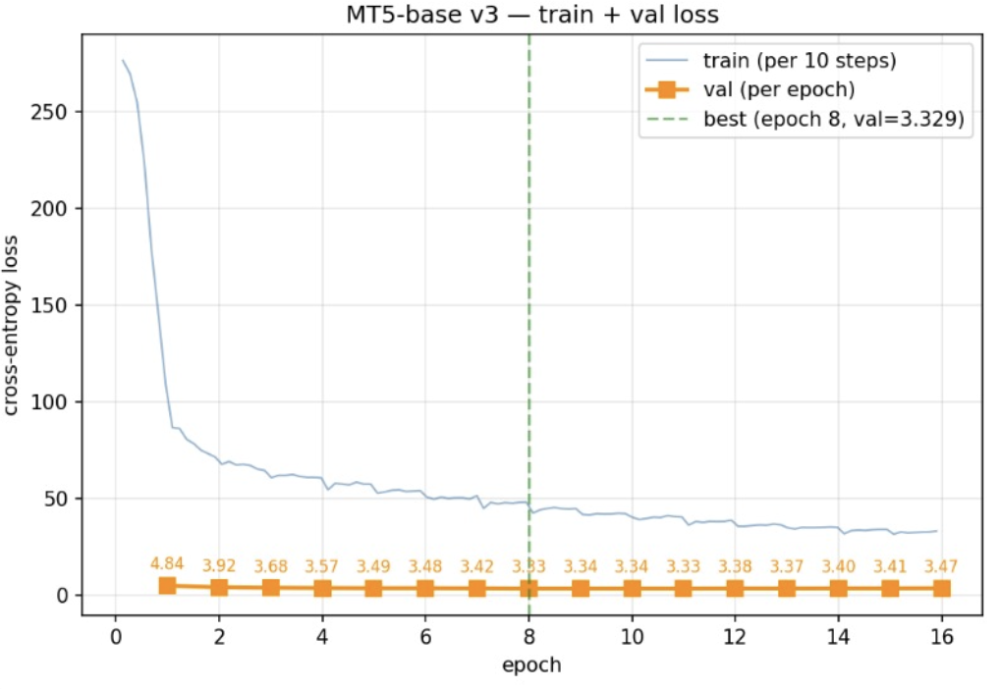 MT5-base v3 — train + val loss
train (per 10 steps)
val (per epoch)
best (epoch 8, val=3.329)
cross-entropy loss
250
200
150
100
50
0
4.84 3.92 3.68 3.57 3.49 3.48 3.42 3.33 3.34 3.34 3.33 3.38 3.37 3.40 3.41 3.47
0 2 4 6 8 10 12 14 16
epoch